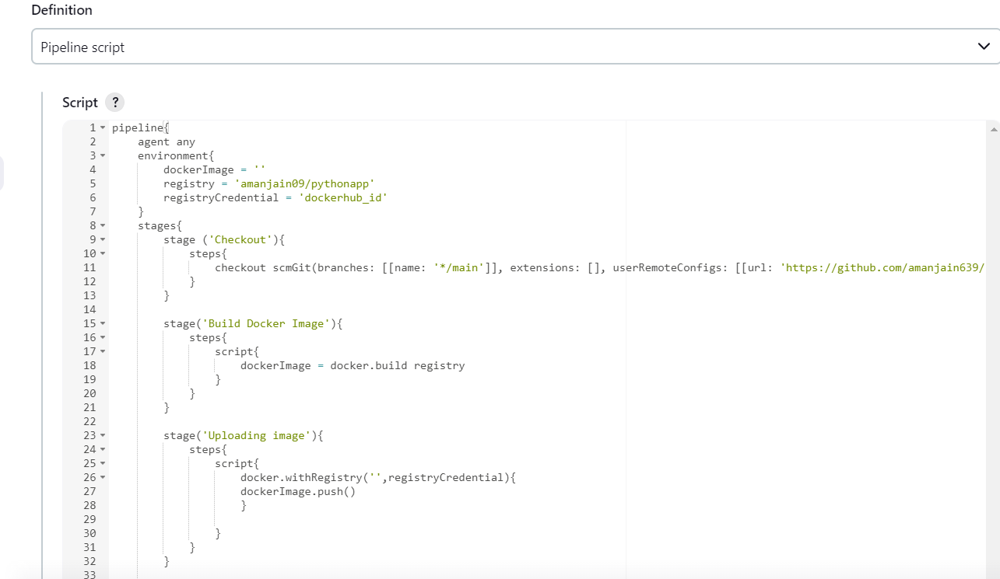 Definition
Pipeline script
Script ?
1 pipeline{
2     agent any
3     environment{
4         dockerImage = ''
5         registry = 'amanjain09/pythonapp'
6         registryCredential = 'dockerhub_id'
7     }
8     stages{
9         stage ('Checkout'){
10             steps{
11                 checkout scmGit(branches: [[name: '*/main']], extensions: [], userRemoteConfigs: [[url: 'https://github.com/amanjain639/
12             }
13         }
14
15         stage('Build Docker Image'){
16             steps{
17                 script{
18                     dockerImage = docker.build registry
19                 }
20             }
21         }
22
23         stage('Uploading image'){
24             steps{
25                 script{
26                     docker.withRegistry('',registryCredential){
27                     dockerImage.push()
28                     }
29
30                 }
31             }
32         }
33